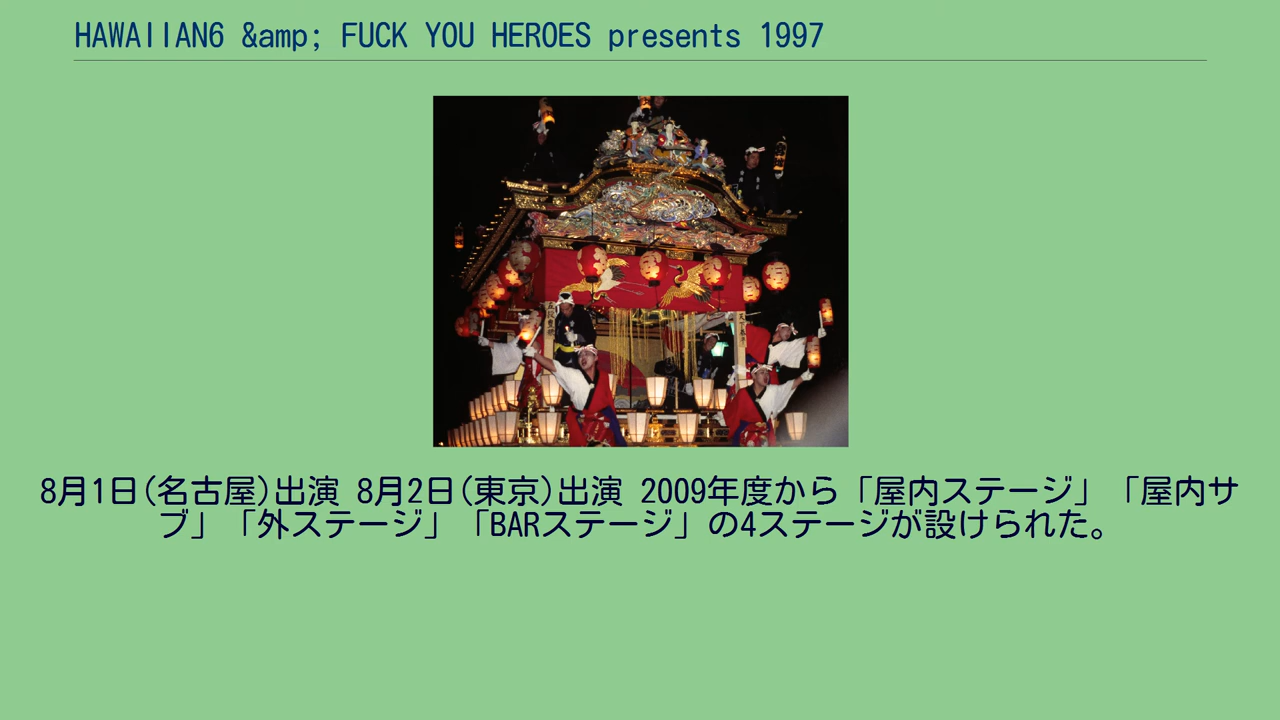 HAWAIIAN6 &amp; FUCK YOU HEROES presents 1997
8月1日(名古屋)出演 8月2日(東京)出演 2009年度から「屋内ステージ」「屋内サ
ブ」「外ステージ」「BARステージ」の4ステージが設けられた。